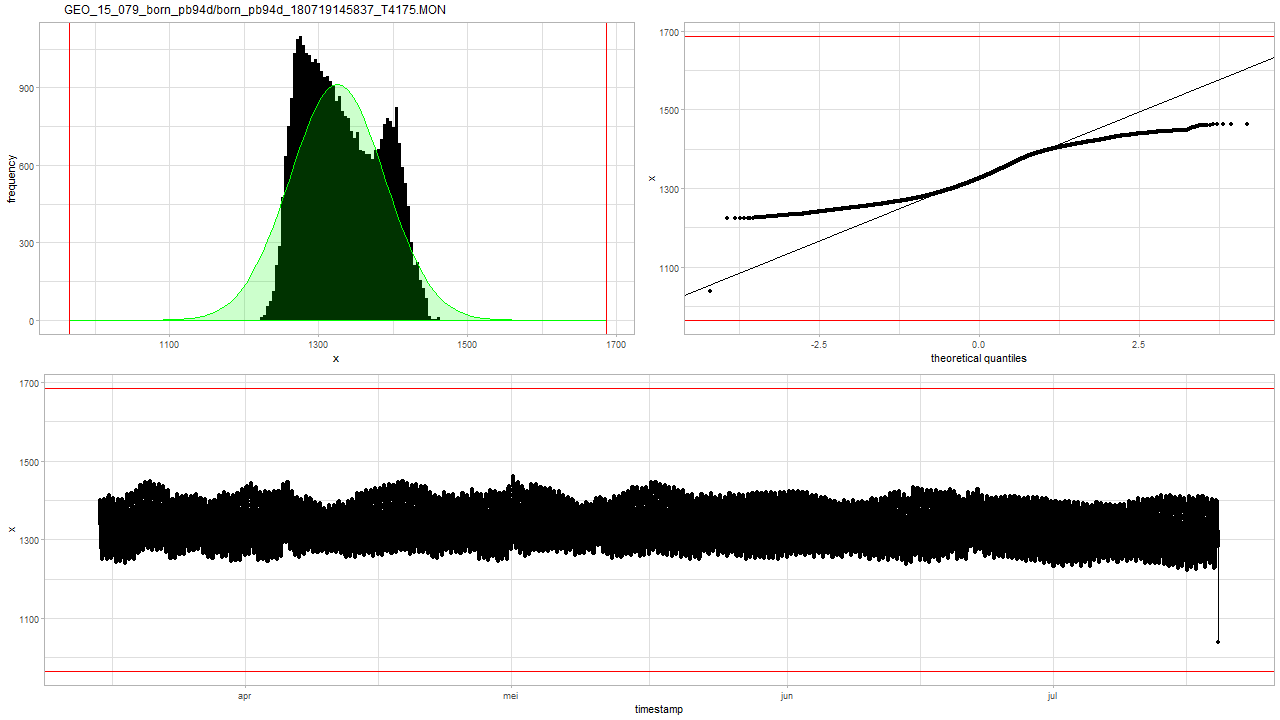 GEO_15_079_born_pb94d/born_pb94d_180719145837_T4175.MON
frequency
900
600
300
0
1100
1300
1500
1700
x
x
1700
1500
1300
1100
-2.5
0.0
2.5
theoretical quantiles
x
1700
1500
1300
1100
apr
mei
jun
jul
timestamp